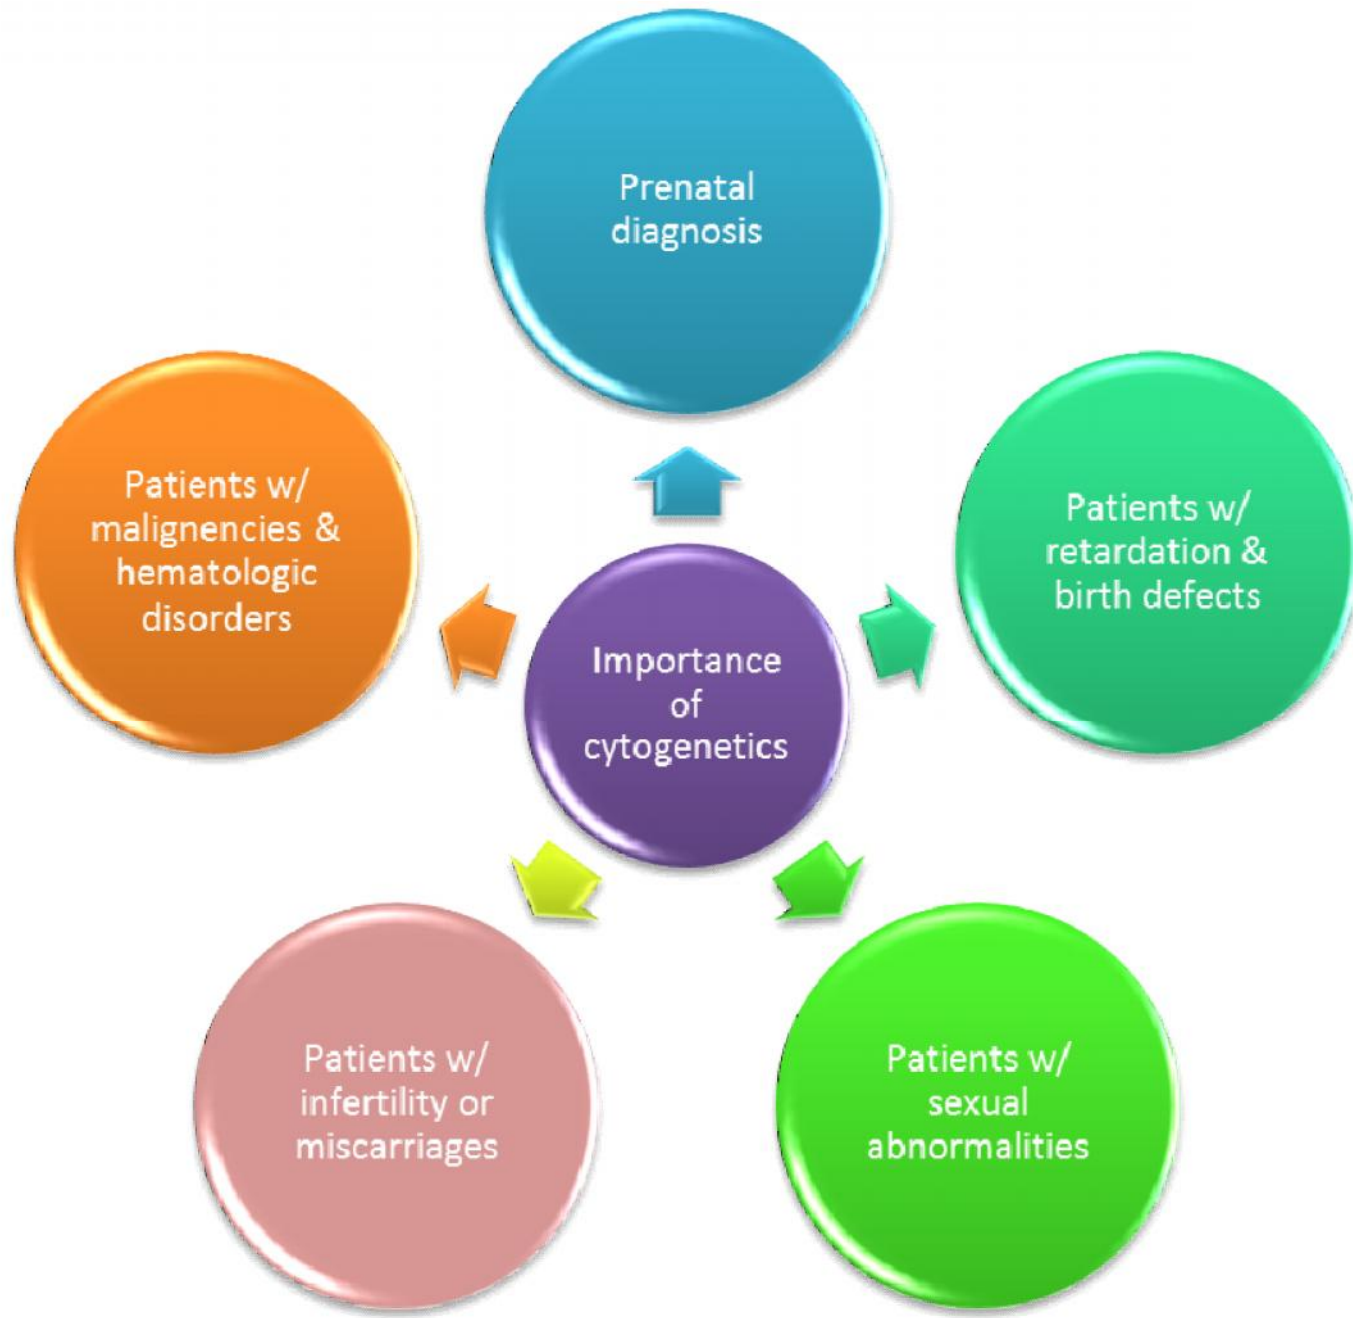 Prenatal
diagnosis
Patients w/
retardation &
birth defects
Patients w/
sexual
abnormalities
Patients w/
infertility or
miscarriages
Patients w/
malignencies &
hematologic
disorders
Importance
of
cytogenetics